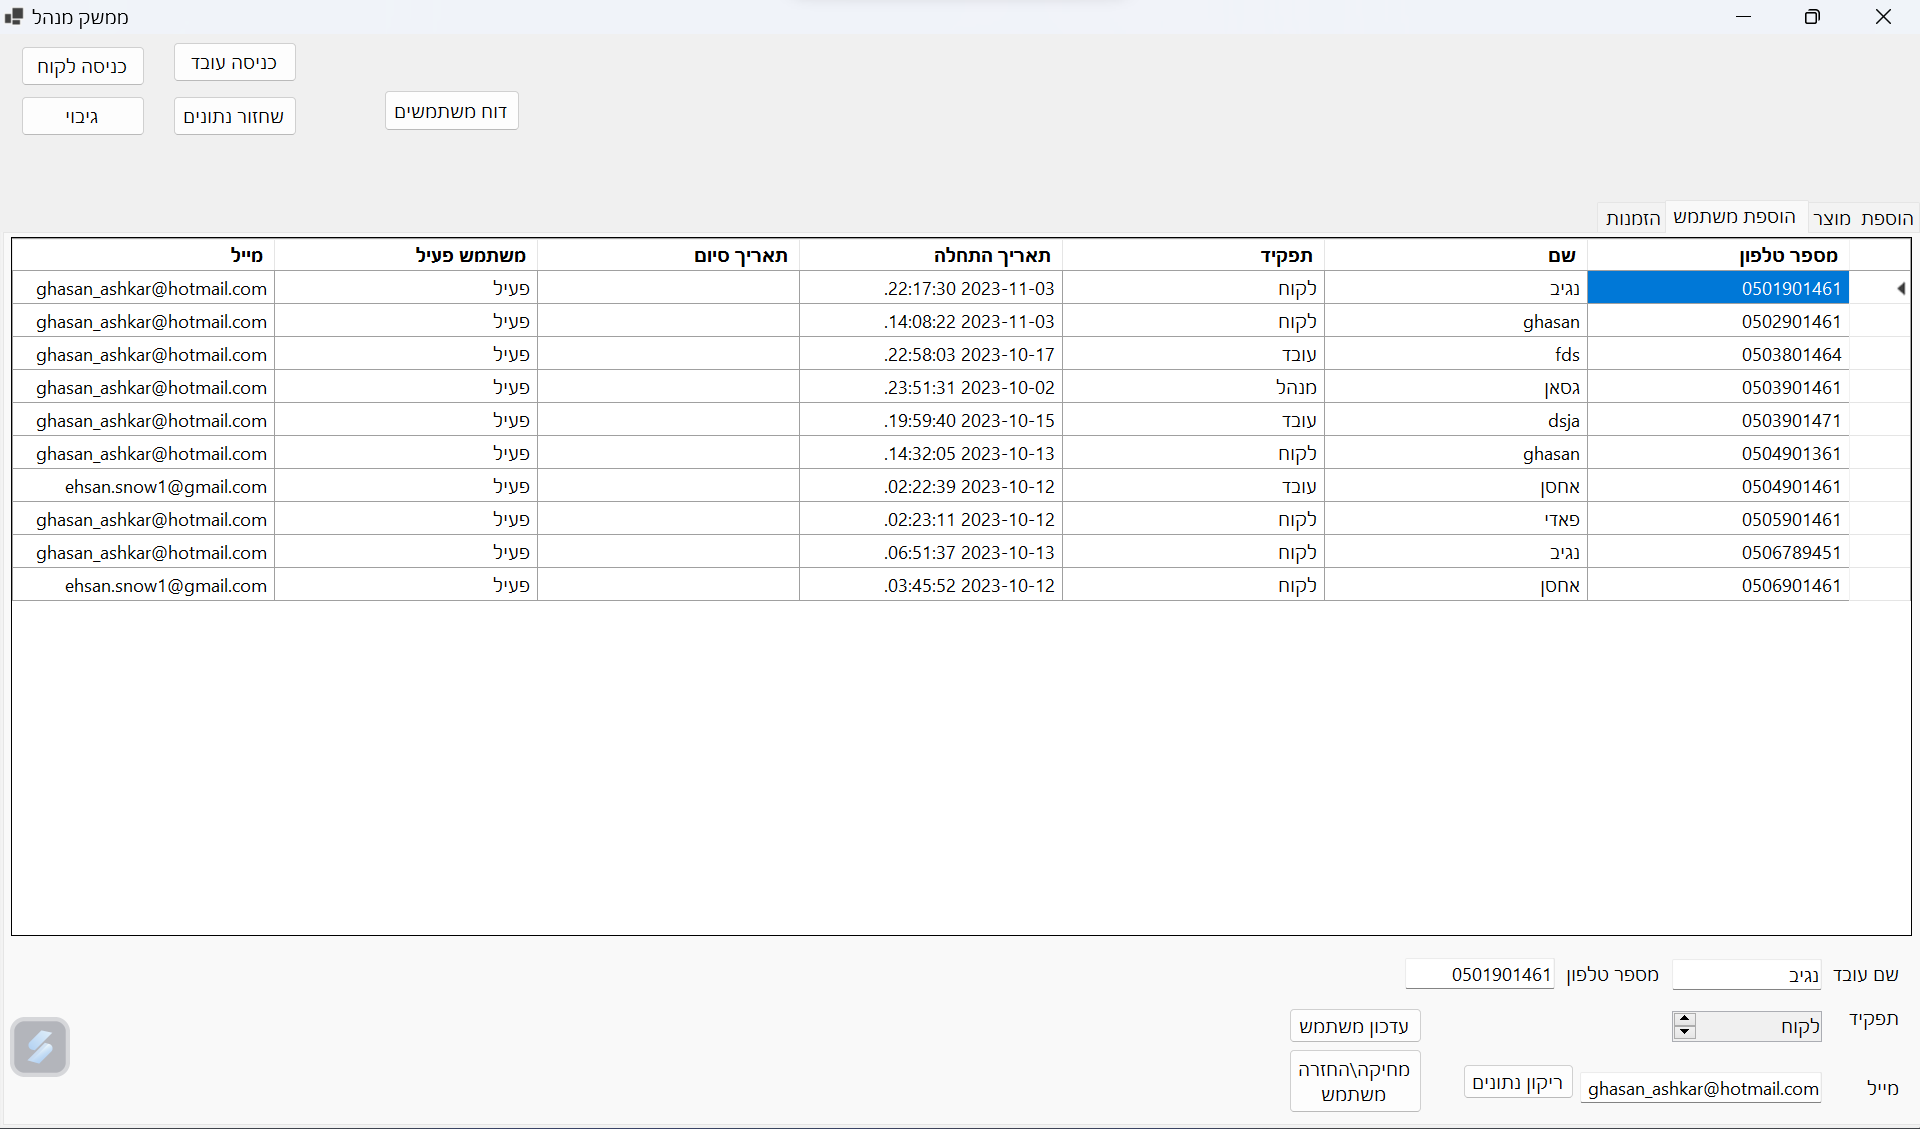 ממשק מנהל
כניסה עובד
כניסה לקוח
דוח משתמשים
שחזור נתונים
גיבוי
הוספת מוצר הוספת משתמש הזמנות
מספר טלפון שם תפקיד תאריך התחלה תאריך סיום משתמש פעיל מייל
0501901461 נגיב לקוח 2023-11-03 22:17:30. פעיל ghasan_ashkar@hotmail.com
0502901461 ghasan לקוח 2023-11-03 14:08:22. פעיל ghasan_ashkar@hotmail.com
0503801464 fds עובד 2023-10-17 22:58:03. פעיל ghasan_ashkar@hotmail.com
0503901461 גסאן מנהל 2023-10-02 23:51:31. פעיל ghasan_ashkar@hotmail.com
0503901471 dsja עובד 2023-10-15 19:59:40. פעיל ghasan_ashkar@hotmail.com
0504901361 ghasan לקוח 2023-10-13 14:32:05. פעיל ghasan_ashkar@hotmail.com
0504901461 אחסן עובד 2023-10-12 02:22:39. פעיל ehsan.snow1@gmail.com
0505901461 פאדי לקוח 2023-10-12 02:23:11. פעיל ghasan_ashkar@hotmail.com
0506789451 נגיב לקוח 2023-10-13 06:51:37. פעיל ghasan_ashkar@hotmail.com
0506901461 אחסן לקוח 2023-10-12 03:45:52. פעיל ehsan.snow1@gmail.com
שם עובד נגיב מספר טלפון 0501901461
תפקיד לקוח עדכון משתמש
מייל ghasan_ashkar@hotmail.com ריקון נתונים
מחיקה\החזרה
משתמש